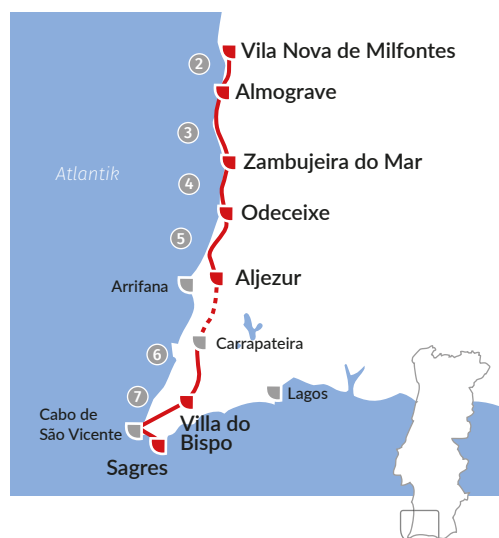 Vila Nova de Milfontes
2
Almograve
3
Zambujeira do Mar
Atlantik
4
Odeceixe
5
Aljezur
Arrifana
Carrapateira
6
7
Lagos
Cabo de
São Vicente
Villa do
Bispo
Sagres